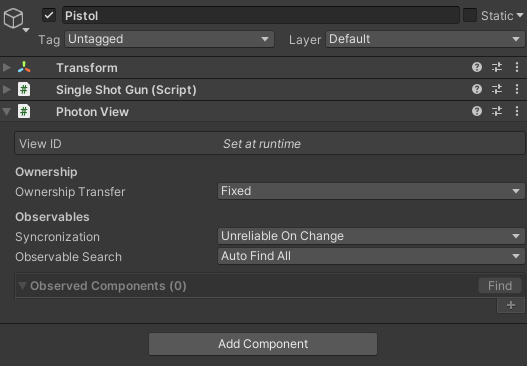 Pistol Static
Tag Untagged Layer Default
Transform
# Single Shot Gun (Script)
# Photon View
View ID Set at runtime
Ownership
Ownership Transfer Fixed
Observables
Syncronization Unreliable On Change
Observable Search Auto Find All
Observed Components (0) Find
+
Add Component